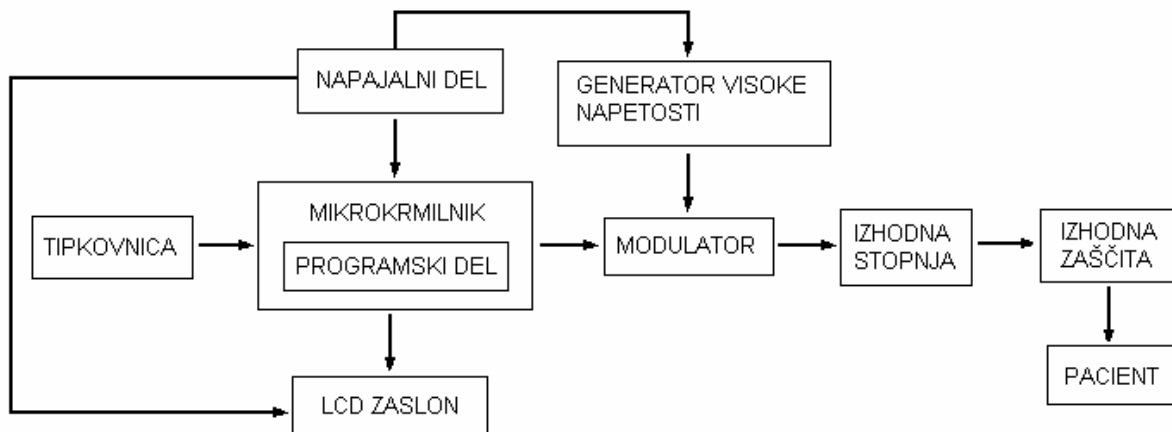 NAPAJALNI DEL
GENERATOR VISOKE
NAPETOSTI
TIPKOVNICA
MIKROKRMILNIK
PROGRAMSKI DEL
MODULATOR
IZHODNA
STOPNJA
IZHODNA
ZAŠČITA
LCD ZASLON
PACIENT